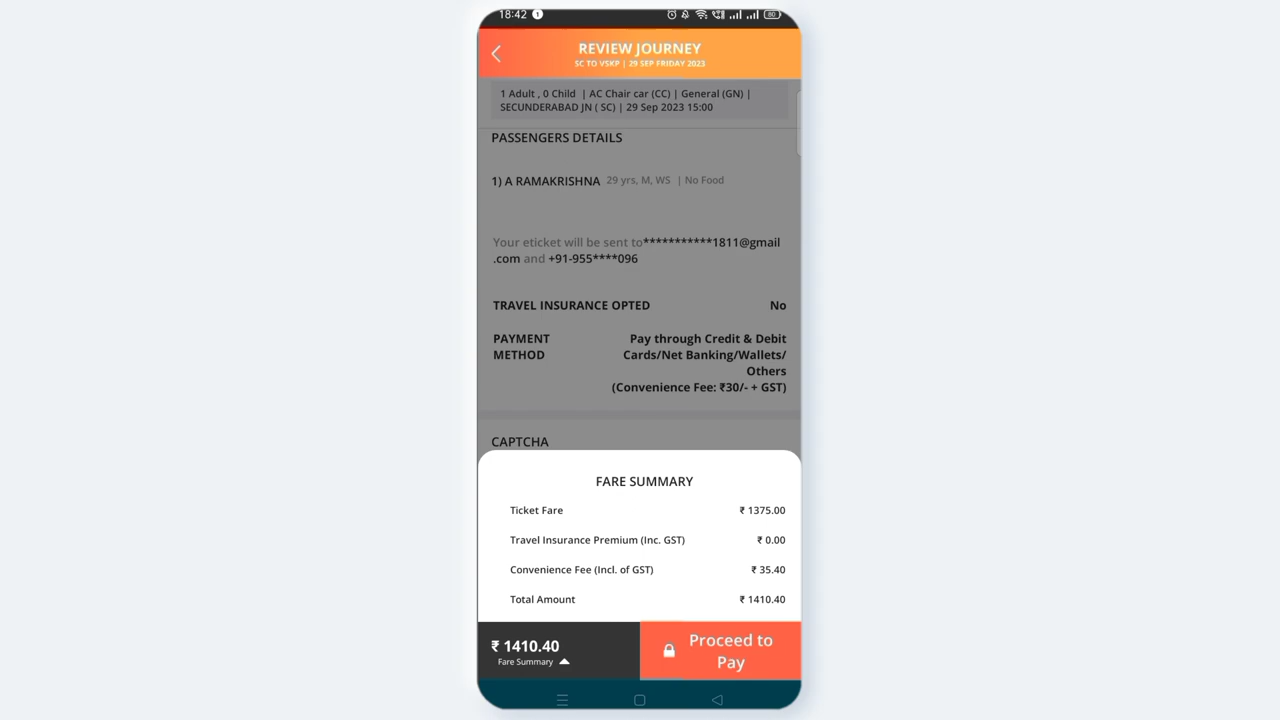 18:42 1
80
REVIEW JOURNEY
SC TO VSKP | 29 SEP FRIDAY 2023
1 Adult , 0 Child | AC Chair car (CC) | General (GN) |
SECUNDERABAD JN ( SC) | 29 Sep 2023 15:00
PASSENGERS DETAILS
1) A RAMAKRISHNA 29 yrs, M, WS | No Food
Your eticket will be sent to***********1811@gmail
.com and +91-955****096
TRAVEL INSURANCE OPTED No
PAYMENT METHOD
Pay through Credit & Debit
Cards/Net Banking/Wallets/
Others
(Convenience Fee: ₹30/- + GST)
CAPTCHA
FARE SUMMARY
Ticket Fare ₹ 1375.00
Travel Insurance Premium (Inc. GST) ₹ 0.00
Convenience Fee (Incl. of GST) ₹ 35.40
Total Amount ₹ 1410.40
₹ 1410.40
Fare Summary
Proceed to
Pay